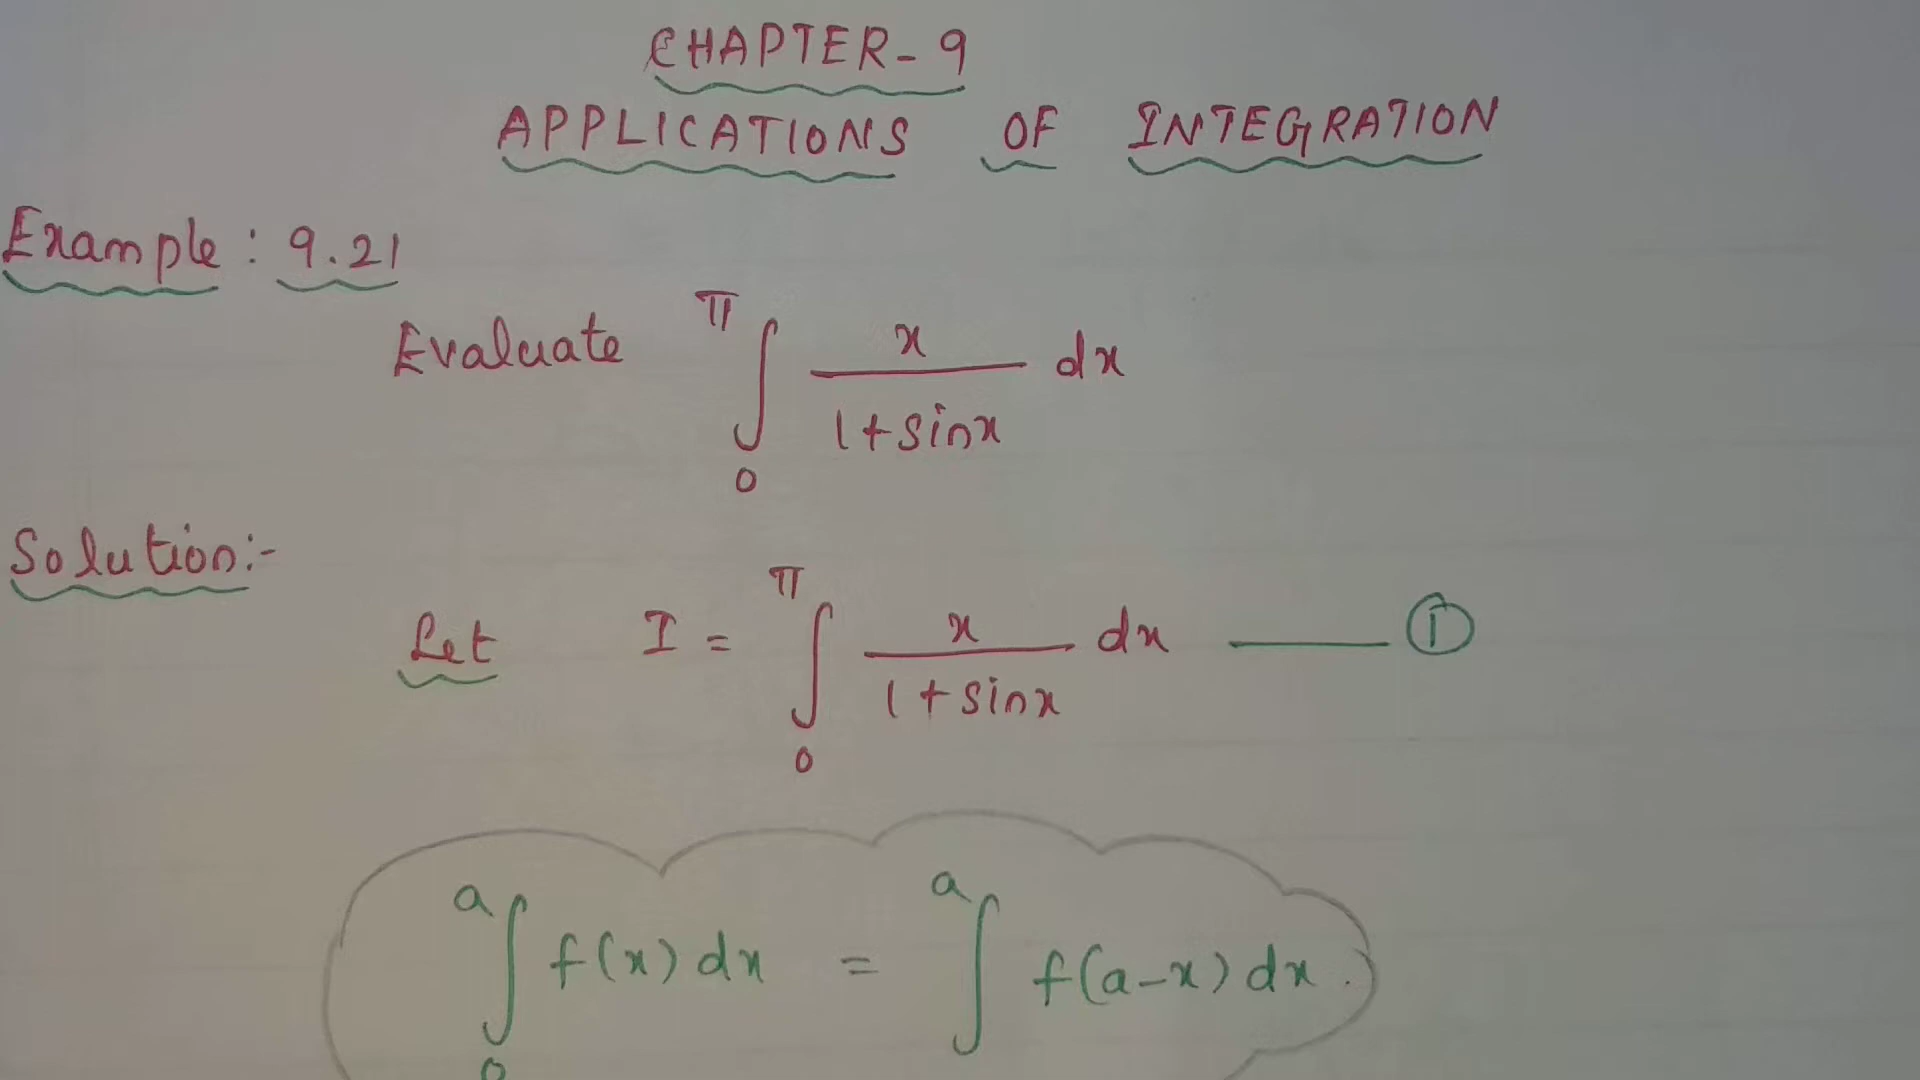 CHAPTER-9
APPLICATIONS OF INTEGRATION
Example: 9.21
Evaluate ∫₀^π x/(1+sinx) dx
Solution:-
Let I = ∫₀^π x/(1+sinx) dx —— ①
∫₀^a f(x) dx = ∫^a f(a-x) dx.